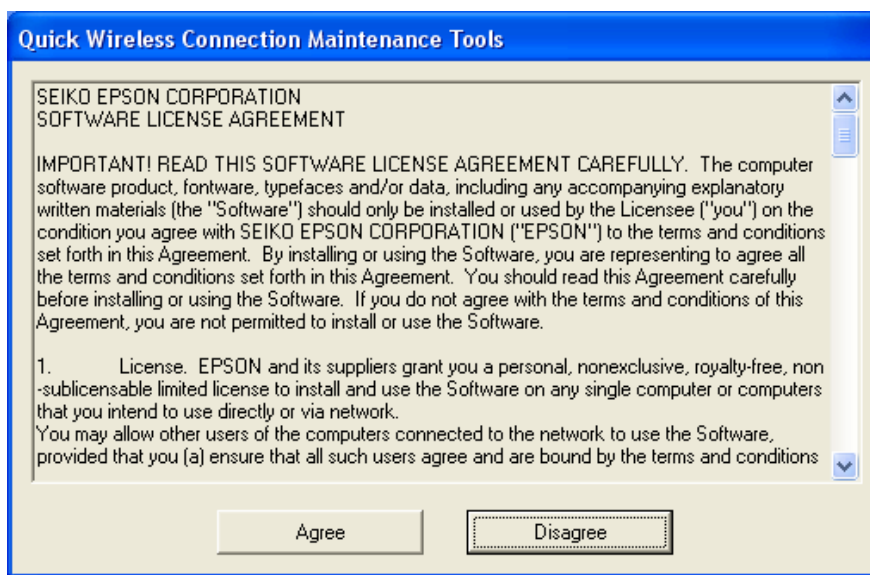 Quick Wireless Connection Maintenance Tools
SEIKO EPSON CORPORATION
SOFTWARE LICENSE AGREEMENT
IMPORTANT! READ THIS SOFTWARE LICENSE AGREEMENT CAREFULLY. The computer
software product, fontware, typefaces and/or data, including any accompanying explanatory
written materials (the "Software") should only be installed or used by the Licensee ("you") on the
condition you agree with SEIKO EPSON CORPORATION ("EPSON") to the terms and conditions
set forth in this Agreement. By installing or using the Software, you are representing to agree all
the terms and conditions set forth in this Agreement. You should read this Agreement carefully
before installing or using the Software. If you do not agree with the terms and conditions of this
Agreement, you are not permitted to install or use the Software.
1. License. EPSON and its suppliers grant you a personal, nonexclusive, royalty-free, non
-sublicensable limited license to install and use the Software on any single computer or computers
that you intend to use directly or via network.
You may allow other users of the computers connected to the network to use the Software,
provided that you (a) ensure that all such users agree and are bound by the terms and conditions
Agree
Disagree